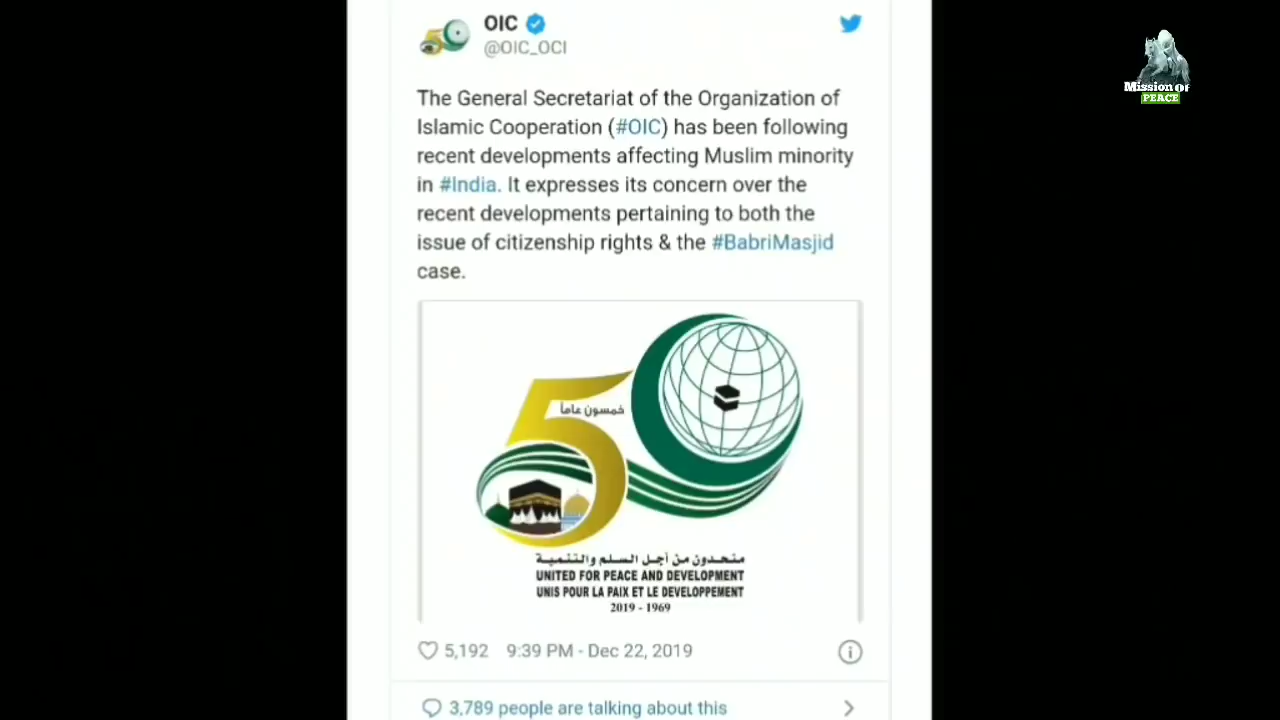 OIC
@OIC_OCI
Mission Of
PEACE
The General Secretariat of the Organization of
Islamic Cooperation (#OIC) has been following
recent developments affecting Muslim minority
in #India. It expresses its concern over the
recent developments pertaining to both the
issue of citizenship rights & the #BabriMasjid
case.
50
خمسون عاماً
متحدون من أجل السلم والتنمية
UNITED FOR PEACE AND DEVELOPMENT
UNIS POUR LA PAIX ET LE DEVELOPPEMENT
2019 - 1969
5,192 9:39 PM - Dec 22, 2019
3,789 people are talking about this